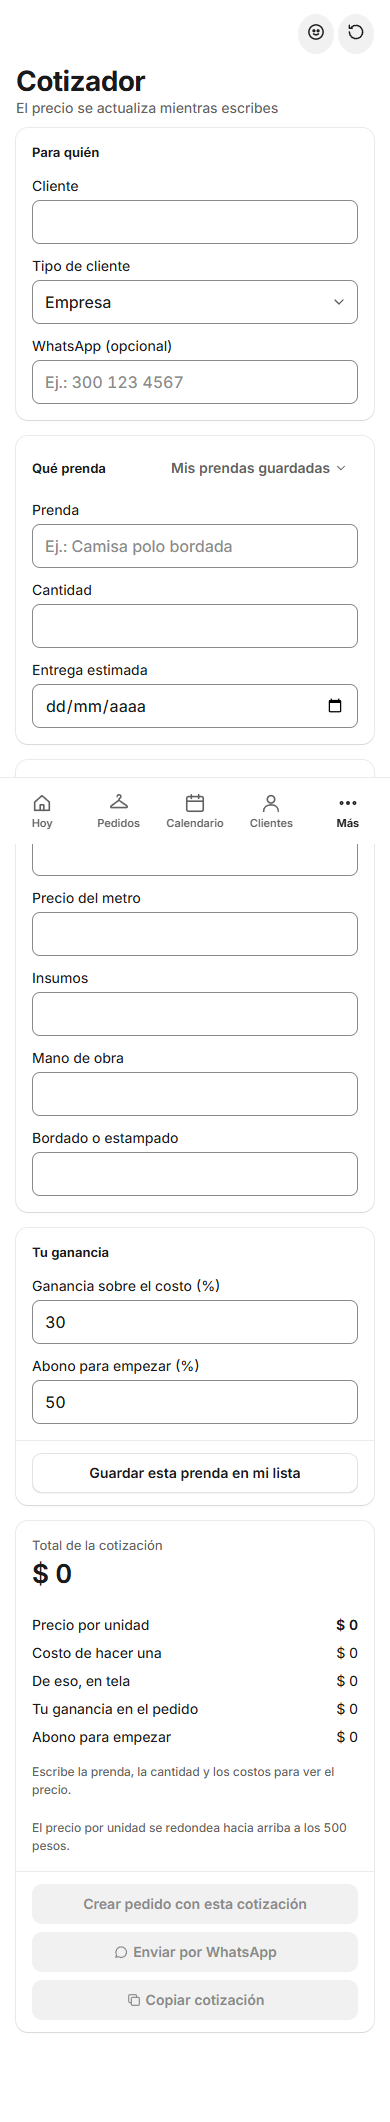 Cotizador
El precio se actualiza mientras escribes
Para quién
Cliente
Tipo de cliente
Empresa
WhatsApp (opcional)
Ej.: 300 123 4567
Qué prenda
Mis prendas guardadas
Prenda
Ej.: Camisa polo bordada
Cantidad
Entrega estimada
dd/mm/aaaa
Hoy
Pedidos
Calendario
Clientes
Más
Precio del metro
Insumos
Mano de obra
Bordado o estampado
Tu ganancia
Ganancia sobre el costo (%)
30
Abono para empezar (%)
50
Guardar esta prenda en mi lista
Total de la cotización
$ 0
Precio por unidad $ 0
Costo de hacer una $ 0
De eso, en tela $ 0
Tu ganancia en el pedido $ 0
Abono para empezar $ 0
Escribe la prenda, la cantidad y los costos para ver el
precio.
El precio por unidad se redondea hacia arriba a los 500
pesos.
Crear pedido con esta cotización
Enviar por WhatsApp
Copiar cotización